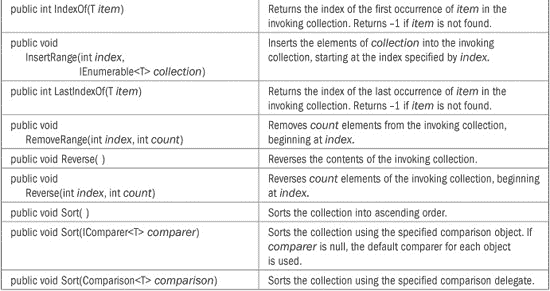 public int IndexOf(T item)
Returns the index of the first occurrence of item in the
invoking collection. Returns –1 if item is not found.
public void
InsertRange(int index,
IEnumerable<T> collection)
Inserts the elements of collection into the invoking
collection, starting at the index specified by index.
public int LastIndexOf(T item)
Returns the index of the last occurrence of item in the
invoking collection. Returns –1 if item is not found.
public void
RemoveRange(int index, int count)
Removes count elements from the invoking collection,
beginning at index.
public void Reverse( )
Reverses the contents of the invoking collection.
public void
Reverse(int index, int count)
Reverses count elements of the invoking collection, beginning
at index.
public void Sort( )
Sorts the collection into ascending order.
public void Sort(IComparer<T> comparer)
Sorts the collection using the specified comparison object. If
comparer is null, the default comparer for each object
is used.
public void Sort(Comparison<T> comparison)
Sorts the collection using the specified comparison delegate.